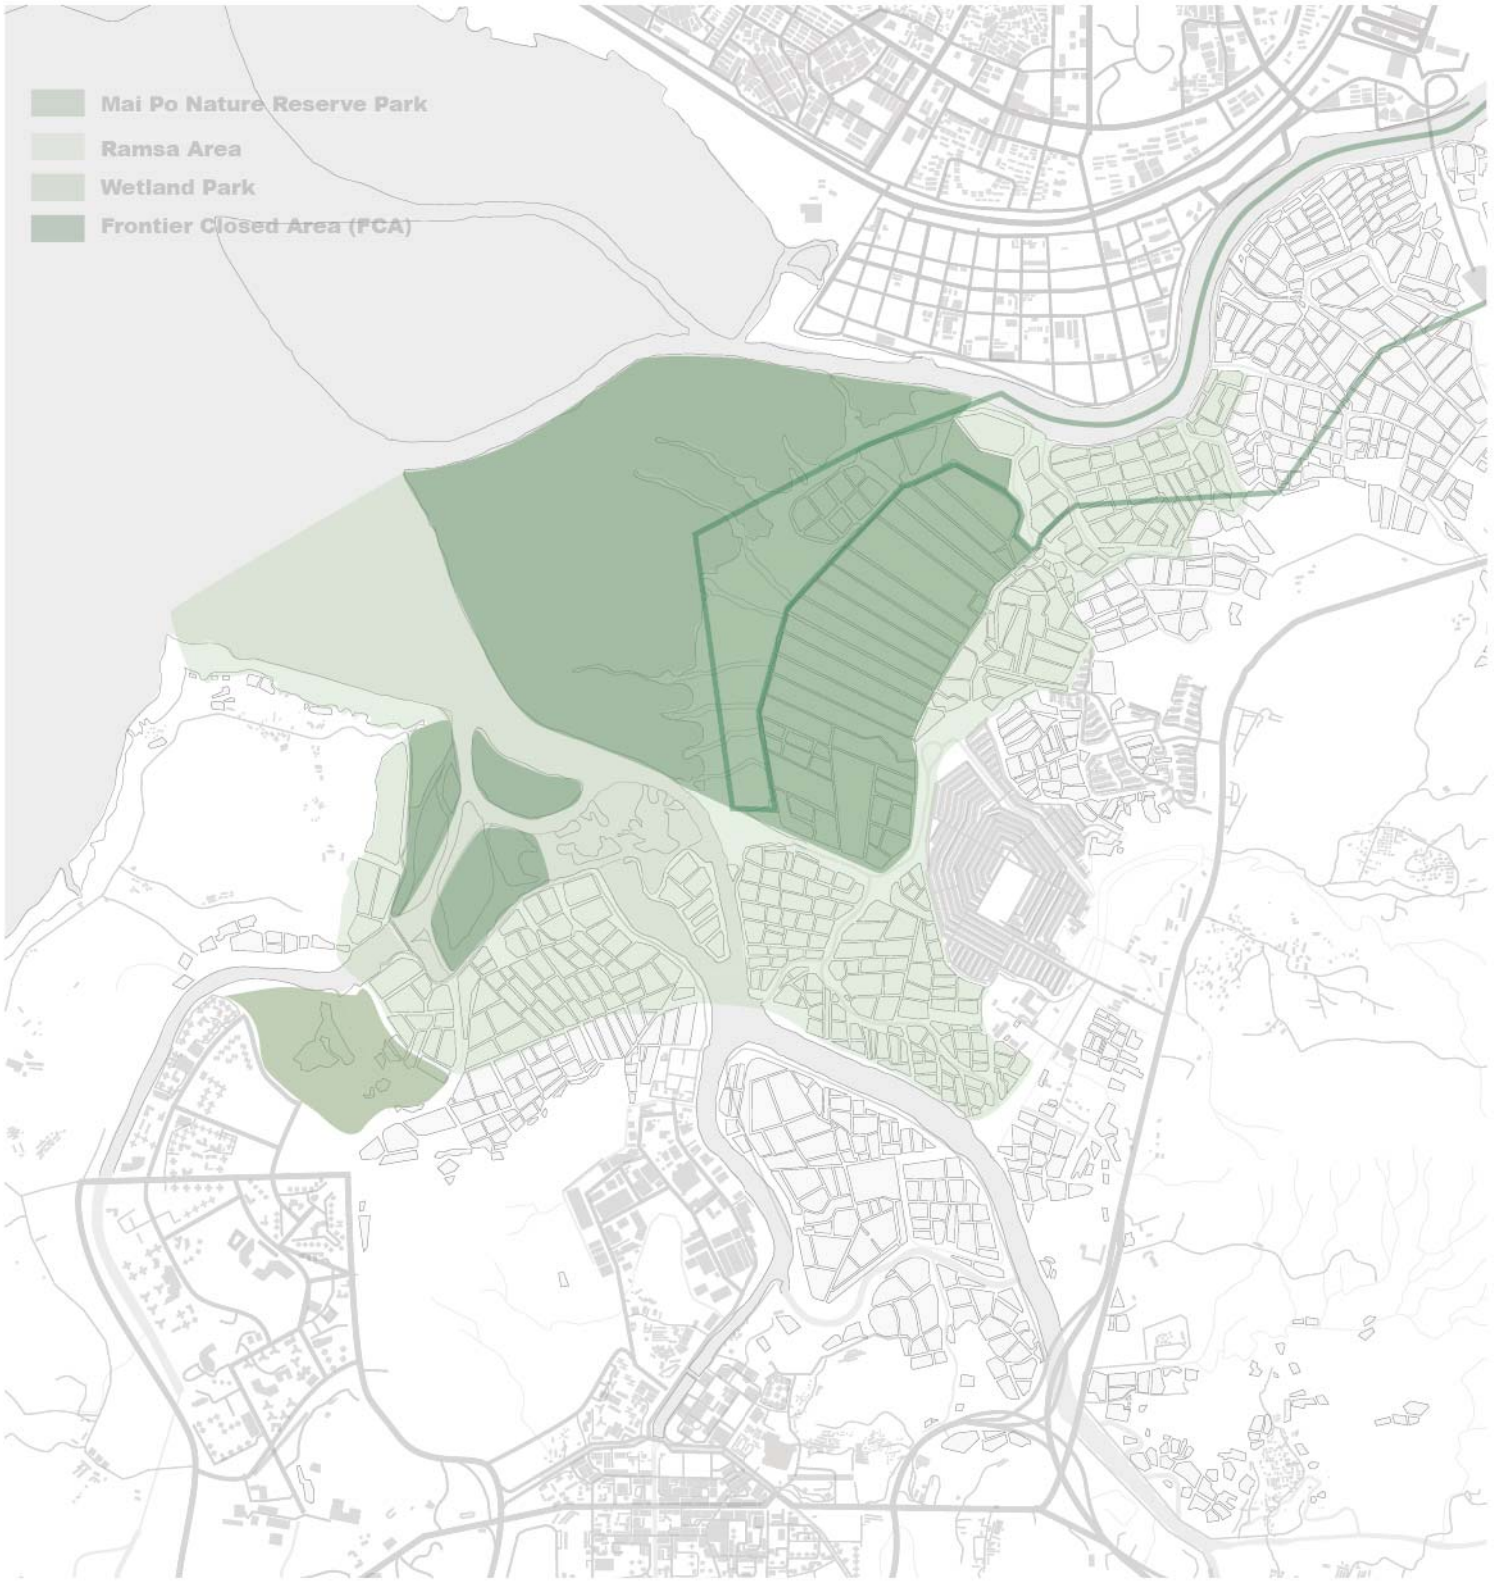 Mai Po Nature Reserve Park
Ramsa Area
Wetland Park
Frontier Closed Area (FCA)